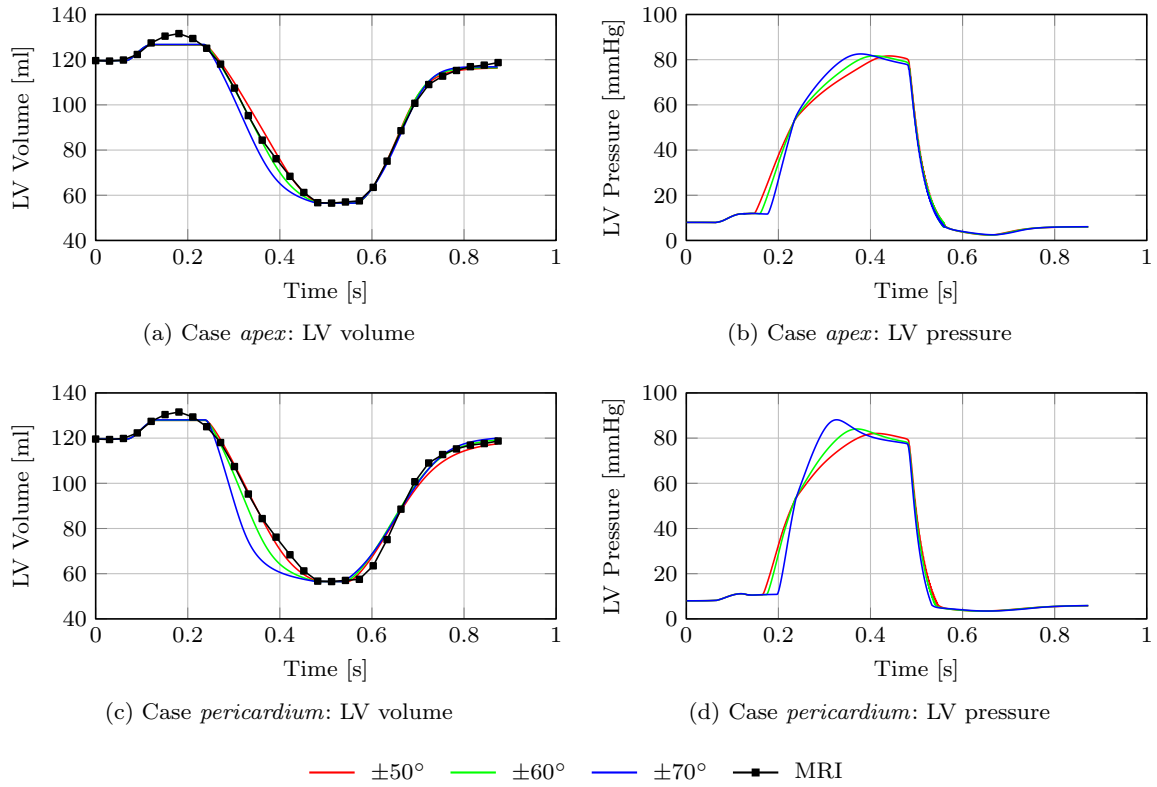 140
120
100
80
60
40
LV Volume [ml]
0 0.2 0.4 0.6 0.8 1
Time [s]
(a) Case apex: LV volume
100
80
60
40
20
0
LV Pressure [mmHg]
0 0.2 0.4 0.6 0.8 1
Time [s]
(b) Case apex: LV pressure
140
120
100
80
60
40
LV Volume [ml]
0 0.2 0.4 0.6 0.8 1
Time [s]
(c) Case pericardium: LV volume
100
80
60
40
20
0
LV Pressure [mmHg]
0 0.2 0.4 0.6 0.8 1
Time [s]
(d) Case pericardium: LV pressure
±50° ±60° ±70° MRI